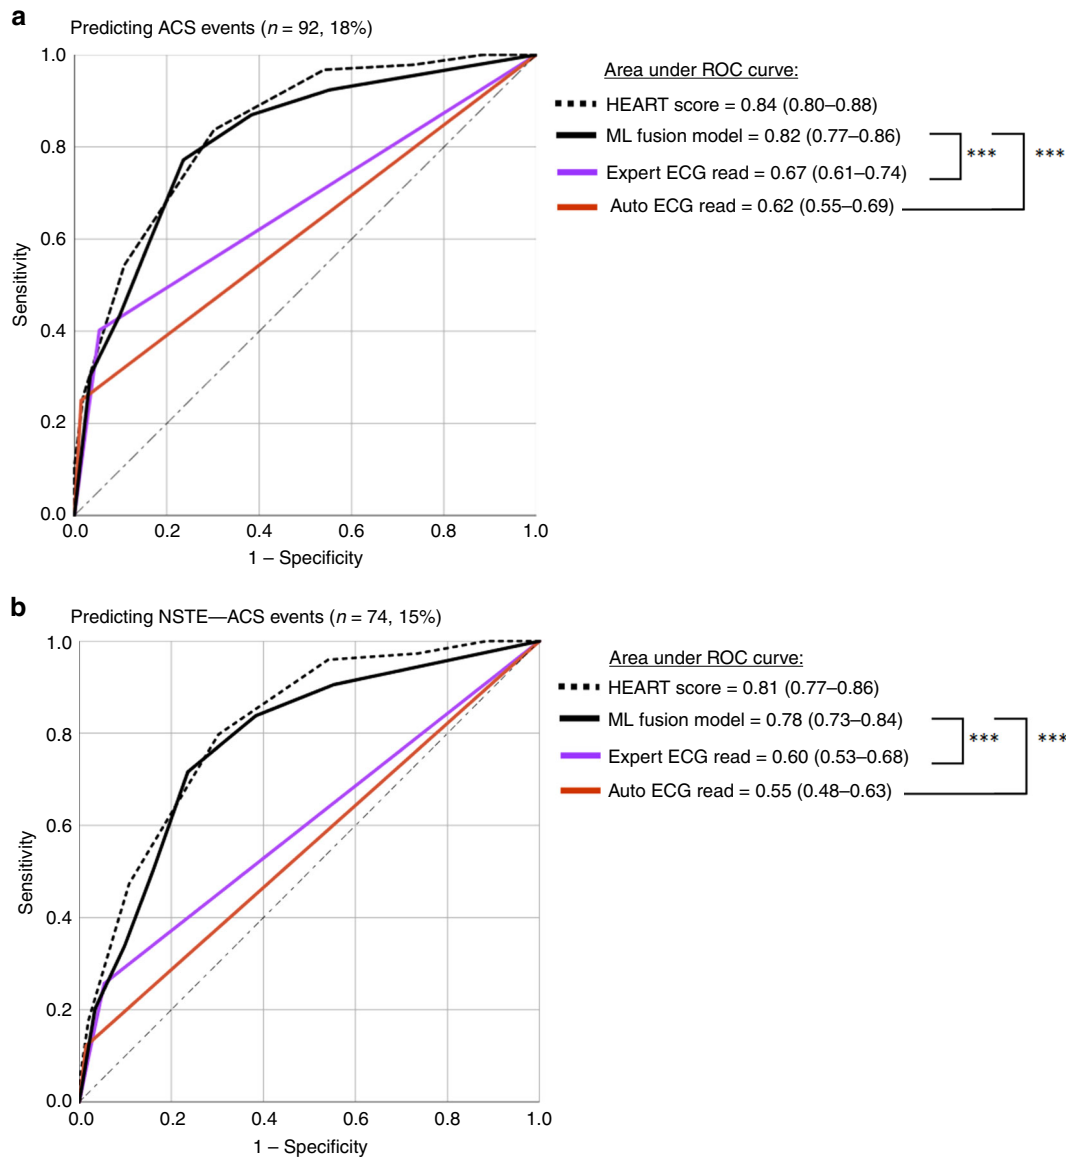 a
Predicting ACS events (n = 92, 18%)
1.0
0.8
0.6
0.4
0.2
0.0
Sensitivity
0.0 0.2 0.4 0.6 0.8 1.0
1 – Specificity
Area under ROC curve:
HEART score = 0.84 (0.80–0.88)
ML fusion model = 0.82 (0.77–0.86)
Expert ECG read = 0.67 (0.61–0.74)
Auto ECG read = 0.62 (0.55–0.69)
*** ***
b
Predicting NSTE—ACS events (n = 74, 15%)
1.0
0.8
0.6
0.4
0.2
0.0
Sensitivity
0.0 0.2 0.4 0.6 0.8 1.0
1 – Specificity
Area under ROC curve:
HEART score = 0.81 (0.77–0.86)
ML fusion model = 0.78 (0.73–0.84)
Expert ECG read = 0.60 (0.53–0.68)
Auto ECG read = 0.55 (0.48–0.63)
*** ***